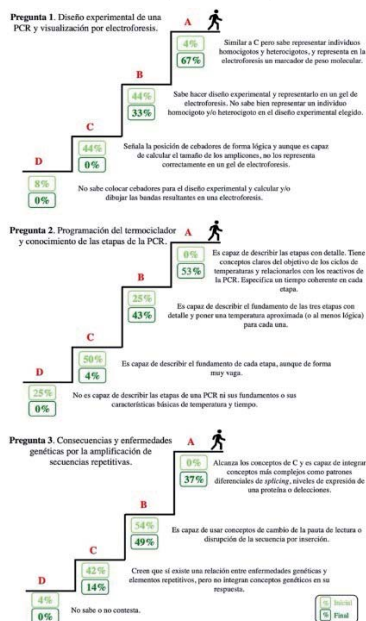 Pregunta 1. Diseño experimental de una
PCR y visualización por electroforesis.
A
4%
67%
Similar a C pero sabe representar individuos
homocigotos y heterocigotos, y representa en la
electroforesis un marcador de peso molecular.
B
44%
33%
Sabe hacer diseño experimental y representarlo en un gel de
electroforesis. No sabe bien representar un individuo
homocigoto y/o heterocigoto en el diseño experimental elegido.
C
44%
0%
Señala la posición de cebadores de forma lógica y aunque es capaz
de calcular el tamaño de los amplicones, no los representa
correctamente en un gel de electroforesis.
D
8%
0%
No sabe colocar cebadores para el diseño experimental y calcular y/o
dibujar las bandas resultantes en una electroforesis.
Pregunta 2. Programación del termociclador
y conocimiento de las etapas de la PCR.
A
0%
53%
Es capaz de describir las etapas con detalle. Tiene
conceptos claros del objetivo de los ciclos de
temperaturas y relacionarlos con los reactivos de
la PCR. Especifica un tiempo coherente en cada
etapa.
B
25%
43%
Es capaz de describir el fundamento de las tres etapas con
detalle y poner una temperatura aproximada (o al menos lógica)
para cada una.
C
50%
4%
Es capaz de describir el fundamento de cada etapa, aunque de forma
muy vaga.
D
25%
0%
No es capaz de describir las etapas de una PCR ni sus fundamentos o sus
características básicas de temperatura y tiempo.
Pregunta 3. Consecuencias y enfermedades
genéticas por la amplificación de
secuencias repetitivas.
A
0%
37%
Alcanza los conceptos de C y es capaz de integrar
conceptos más complejos como patrones
diferenciales de splicing, niveles de expresión de
una proteína o delecciones.
B
54%
49%
Es capaz de usar conceptos de cambio de la pauta de lectura o
disrupción de la secuencia por inserción.
C
42%
14%
Creen que sí existe una relación entre enfermedades genéticas y
elementos repetitivos, pero no integran conceptos genéticos en su
respuesta.
D
4%
0%
No sabe o no contesta.
% Inicial
% Final